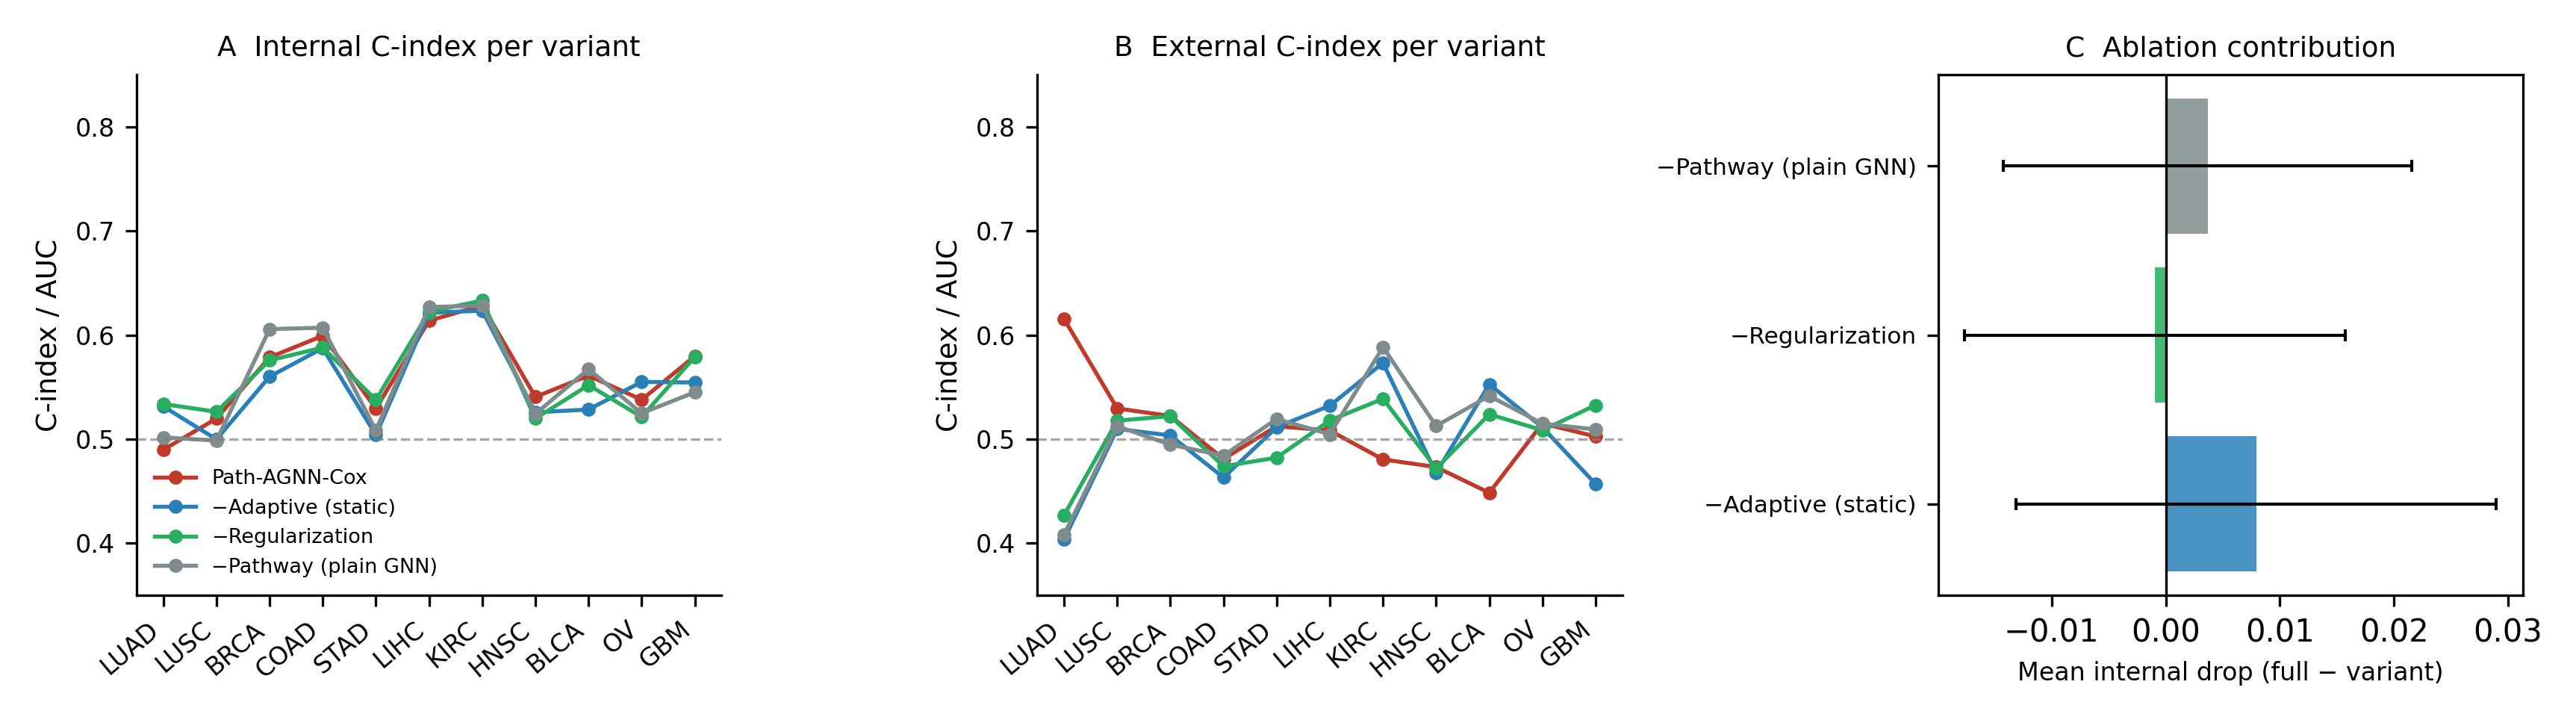 A  Internal C-index per variant
C-index / AUC
0.8
0.7
0.6
0.5
0.4
Path-AGNN-Cox
−Adaptive (static)
−Regularization
−Pathway (plain GNN)
LUAD
LUSC
BRCA
COAD
STAD
LIHC
KIRC
HNSC
BLCA
OV
GBM
B  External C-index per variant
C-index / AUC
0.8
0.7
0.6
0.5
0.4
LUAD
LUSC
BRCA
COAD
STAD
LIHC
KIRC
HNSC
BLCA
OV
GBM
C  Ablation contribution
−Pathway (plain GNN)
−Regularization
−Adaptive (static)
−0.01 0.00 0.01 0.02 0.03
Mean internal drop (full − variant)